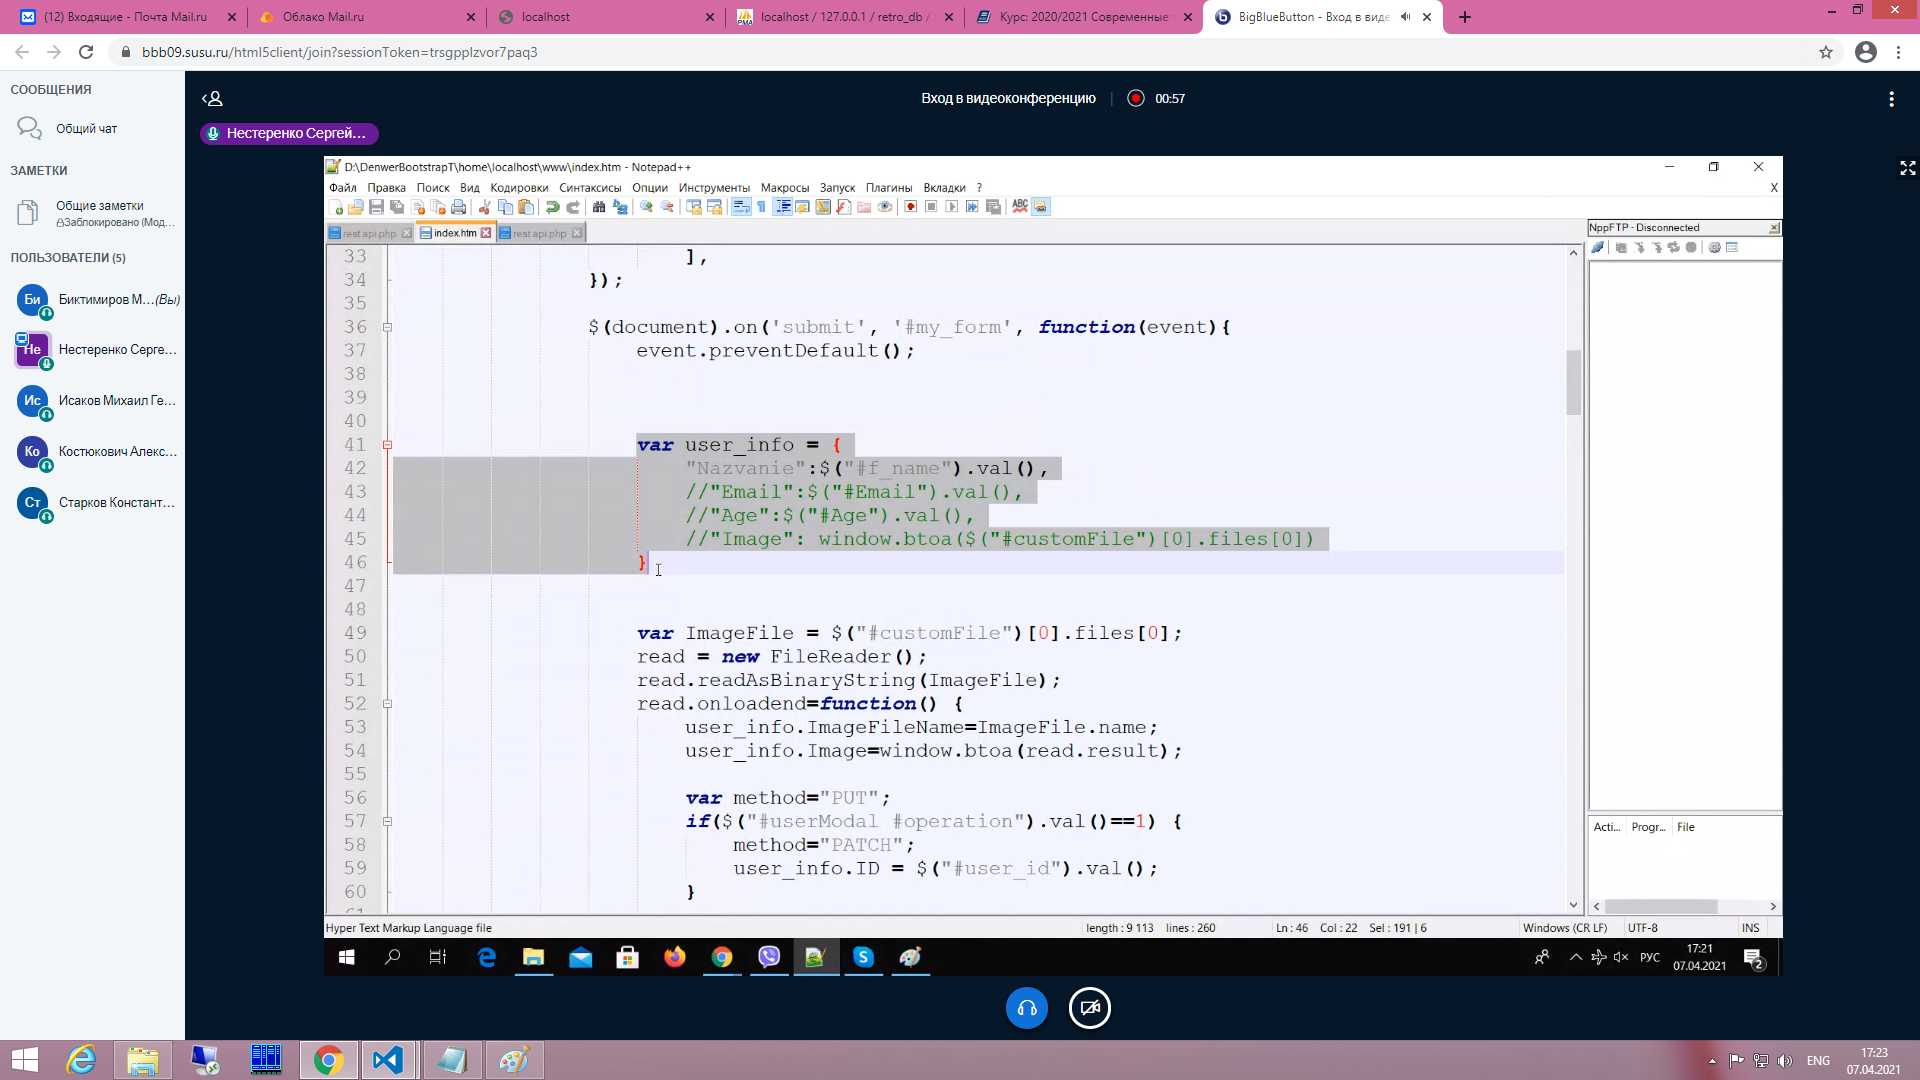 (12) Входящие - Почта Mail.ru
Облако Mail.ru
localhost
localhost / 127.0.0.1 / retro_db /
Курс: 2020/2021 Современные
BigBlueButton - Вход в виде
bbb09.susu.ru/html5client/join?sessionToken=trsgpplzvor7paq3
СООБЩЕНИЯ
Общий чат
ЗАМЕТКИ
Общие заметки
Заблокировано (Мод...
ПОЛЬЗОВАТЕЛИ (5)
Би
Биктимиров М... (Вы)
Не
Нестеренко Серге...
Ис
Исаков Михаил Ге...
Ко
Костюкович Алекс...
Ст
Старков Констант...
Вход в видеоконференцию
00:57
Нестеренко Сергей...
D:\DenwerBootstrapT\home\localhost\www\index.htm - Notepad++
Файл Правка Поиск Вид Кодировки Синтаксисы Опции Инструменты Макросы Запуск Плагины Вкладки ?
X
ABC
rest api.php
index.htm
rest api.php
NppFTP - Disconnected
33 ],
34 });
35
36 $(document).on('submit', '#my_form', function(event){
37 event.preventDefault();
38
39
40
41 var user_info = {
42 "Nazvanie":$("#f_name").val(),
43 //"Email":$("#Email").val(),
44 //"Age":$("#Age").val(),
45 //"Image": window.btoa($("#customFile")[0].files[0])
46 }
47
48
49 var ImageFile = $("#customFile")[0].files[0];
50 read = new FileReader();
51 read.readAsBinaryString(ImageFile);
52 read.onloadend=function() {
53 user_info.ImageFileName=ImageFile.name;
54 user_info.Image=window.btoa(read.result);
55
56 var method="PUT";
57 if($("#userModal #operation").val()==1) {
58 method="PATCH";
59 user_info.ID = $("#user_id").val();
60 }
61
Acti... Progr... File
Hyper Text Markup Language file
length : 9 113 lines : 260
Ln : 46 Col : 22 Sel : 191 | 6
Windows (CR LF)
UTF-8
INS
РУС
17:21
07.04.2021
2
ENG
17:23
07.04.2021